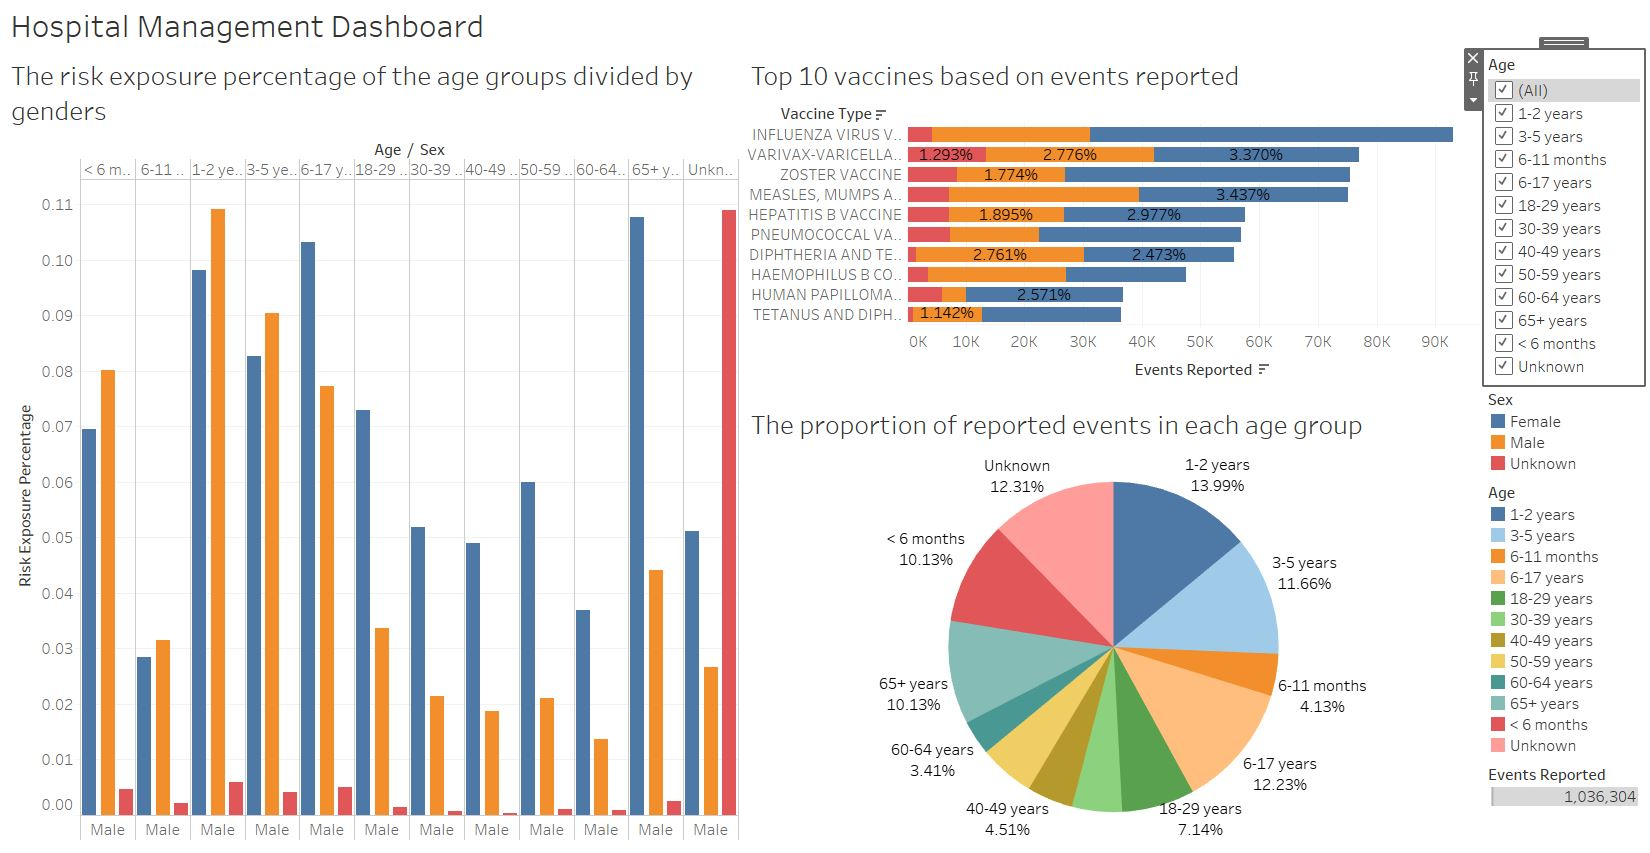 Hospital Management Dashboard
The risk exposure percentage of the age groups divided by
genders
Age / Sex
< 6 m.. 6-11 .. 1-2 ye.. 3-5 ye.. 6-17 y.. 18-29 .. 30-39 .. 40-49 .. 50-59 .. 60-64.. 65+ y.. Unkn..
Risk Exposure Percentage
0.11
0.10
0.09
0.08
0.07
0.06
0.05
0.04
0.03
0.02
0.01
0.00
Male Male Male Male Male Male Male Male Male Male Male Male
Top 10 vaccines based on events reported
Vaccine Type
INFLUENZA VIRUS V..
VARIVAX-VARICELLA.. 1.293% 2.776% 3.370%
ZOSTER VACCINE 1.774%
MEASLES, MUMPS A.. 3.437%
HEPATITIS B VACCINE 1.895% 2.977%
PNEUMOCOCCAL VA..
DIPHTHERIA AND TE.. 2.761% 2.473%
HAEMOPHILUS B CO..
HUMAN PAPILLOMA.. 2.571%
TETANUS AND DIPH.. 1.142%
0K 10K 20K 30K 40K 50K 60K 70K 80K 90K
Events Reported
The proportion of reported events in each age group
Unknown
12.31%
1-2 years
13.99%
< 6 months
10.13%
3-5 years
11.66%
65+ years
10.13%
6-11 months
4.13%
60-64 years
3.41%
6-17 years
12.23%
40-49 years
4.51%
18-29 years
7.14%
Age
(All)
1-2 years
3-5 years
6-11 months
6-17 years
18-29 years
30-39 years
40-49 years
50-59 years
60-64 years
65+ years
< 6 months
Unknown
Sex
Female
Male
Unknown
Age
1-2 years
3-5 years
6-11 months
6-17 years
18-29 years
30-39 years
40-49 years
50-59 years
60-64 years
65+ years
< 6 months
Unknown
Events Reported
1,036,304